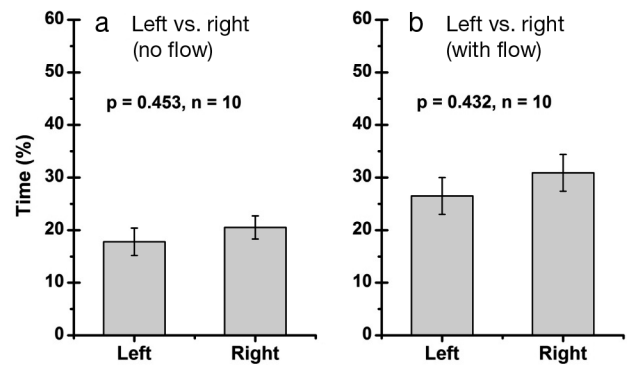 a Left vs. right
(no flow)
p = 0.453, n = 10
Time (%)
60
50
40
30
20
10
0
Left Right
b Left vs. right
(with flow)
p = 0.432, n = 10
60
50
40
30
20
10
0
Left Right